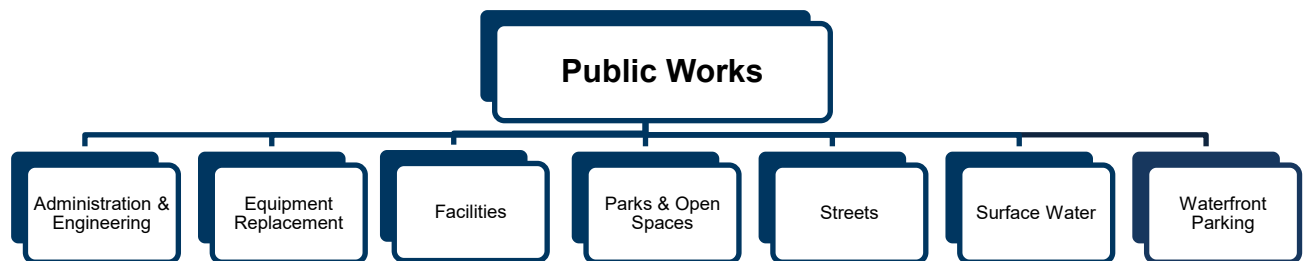 Public Works
Administration &
Engineering
Equipment
Replacement
Facilities
Parks & Open
Spaces
Streets
Surface Water
Waterfront
Parking